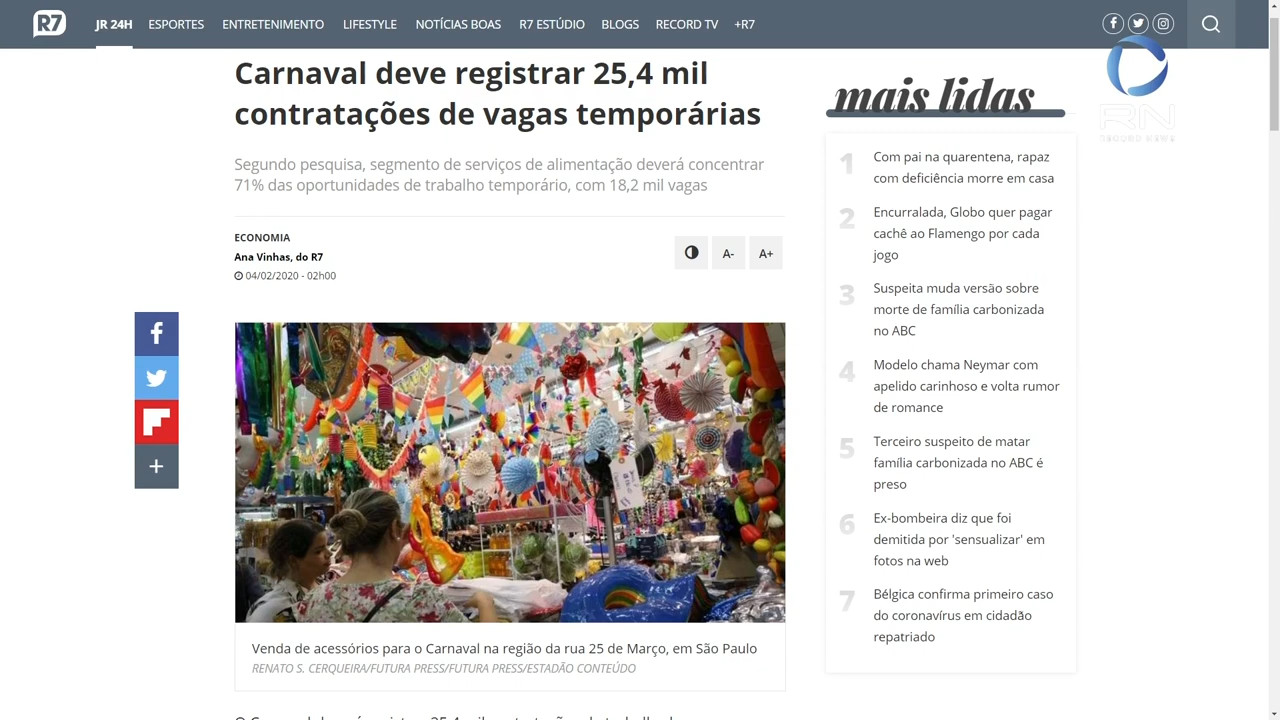 R7
JR 24H ESPORTES ENTRETENIMENTO LIFESTYLE NOTÍCIAS BOAS R7 ESTÚDIO BLOGS RECORD TV +R7
Carnaval deve registrar 25,4 mil
contratações de vagas temporárias
Segundo pesquisa, segmento de serviços de alimentação deverá concentrar
71% das oportunidades de trabalho temporário, com 18,2 mil vagas
ECONOMIA
Ana Vinhas, do R7
04/02/2020 - 02h00
A- A+
Venda de acessórios para o Carnaval na região da rua 25 de Março, em São Paulo
RENATO S. CERQUEIRA/FUTURA PRESS/FUTURA PRESS/ESTADÃO CONTEÚDO
mais lidas
RN
RECORD NEWS
1 Com pai na quarentena, rapaz
com deficiência morre em casa
2 Encurralada, Globo quer pagar
cachê ao Flamengo por cada
jogo
3 Suspeita muda versão sobre
morte de família carbonizada
no ABC
4 Modelo chama Neymar com
apelido carinhoso e volta rumor
de romance
5 Terceiro suspeito de matar
família carbonizada no ABC é
preso
6 Ex-bombeira diz que foi
demitida por 'sensualizar' em
fotos na web
7 Bélgica confirma primeiro caso
do coronavírus em cidadão
repatriado